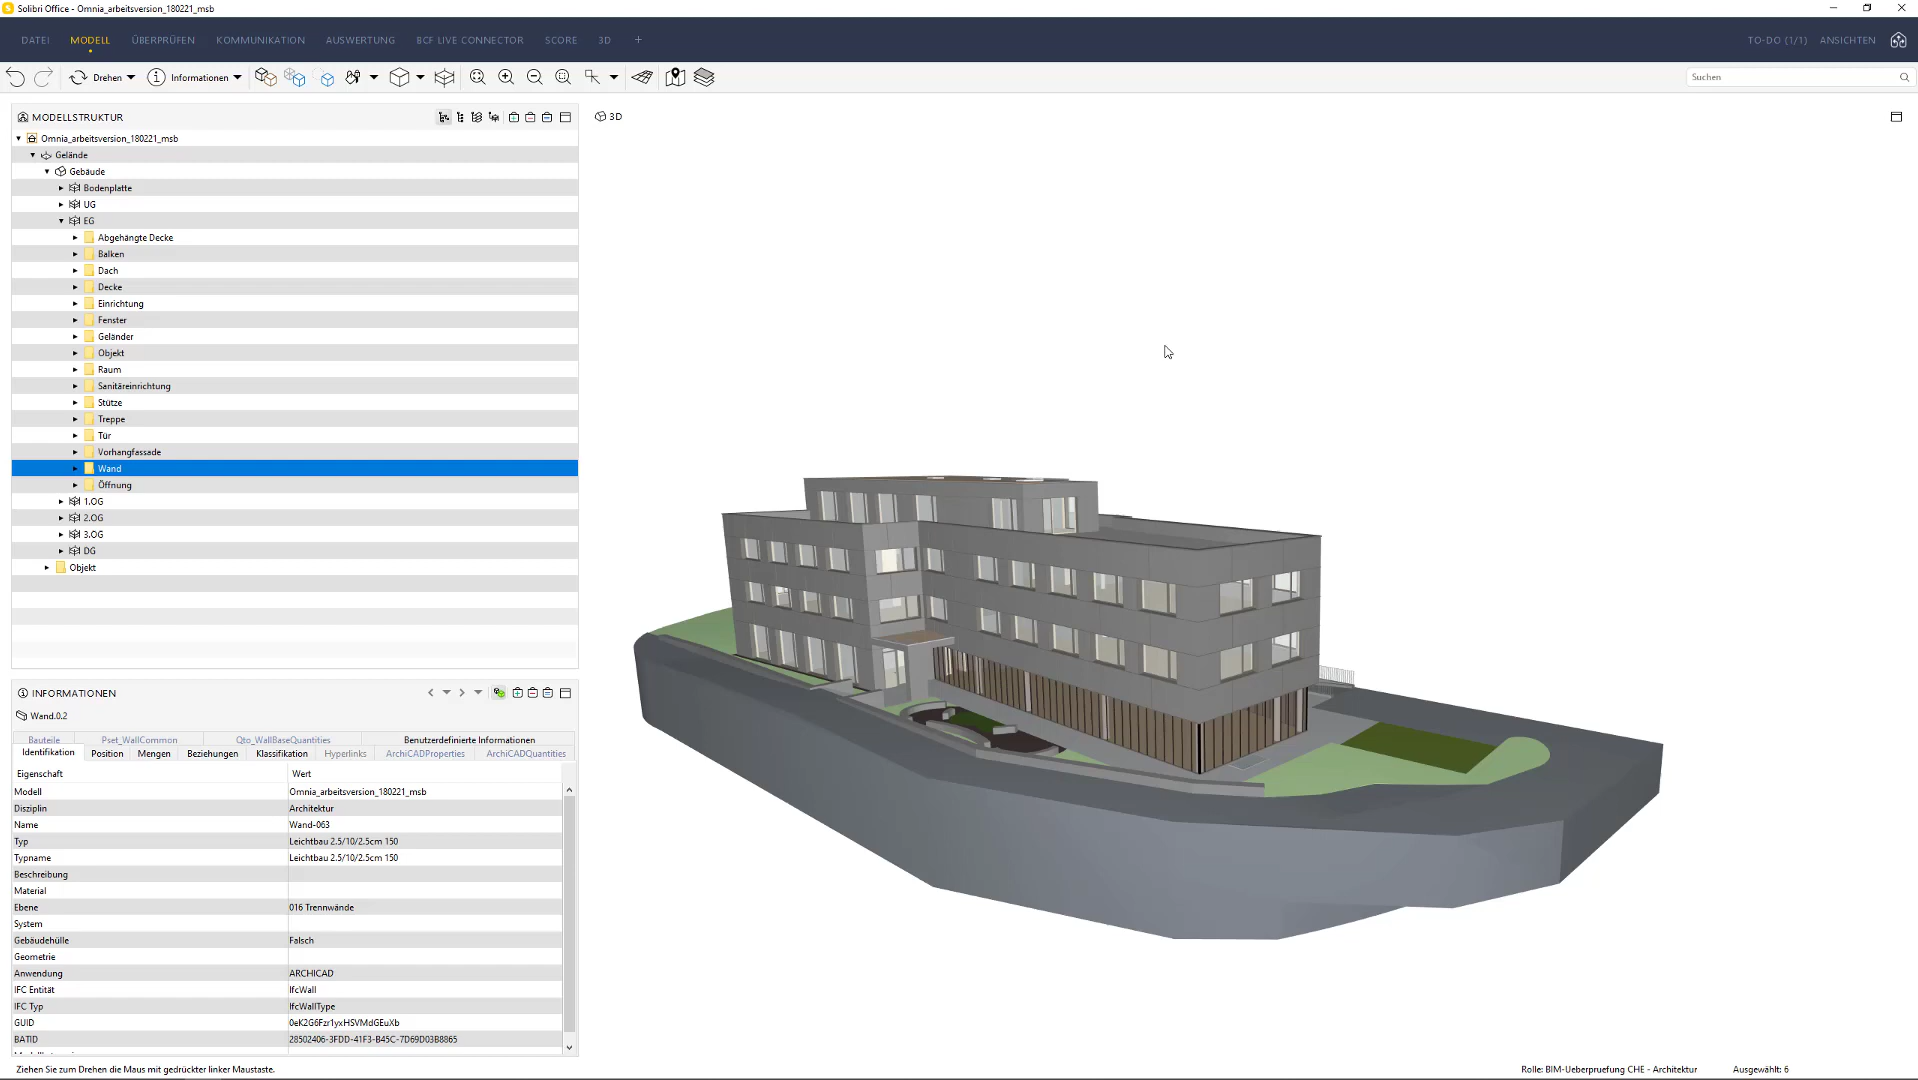 Solibri Office - Omnia_arbeitsversion_180221_msb
DATEI MODELL ÜBERPRÜFEN KOMMUNIKATION AUSWERTUNG BCF LIVE CONNECTOR SCORE 3D + TO-DO (1/1) ANSICHTEN
Drehen Informationen Suchen
MODELLSTRUKTUR
3D
Omnia_arbeitsversion_180221_msb
Gelände
Gebäude
Bodenplatte
UG
EG
Abgehängte Decke
Balken
Dach
Decke
Einrichtung
Fenster
Geländer
Objekt
Raum
Sanitäreinrichtung
Stütze
Treppe
Tür
Vorhangfassade
Wand
Öffnung
1.OG
2.OG
3.OG
DG
Objekt
INFORMATIONEN
Wand.0.2
Bauteile Pset_WallCommon Qto_WallBaseQuantities Benutzerdefinierte Informationen
Identifikation Position Mengen Beziehungen Klassifikation Hyperlinks ArchiCADProperties ArchiCADQuantities
Eigenschaft Wert
Modell Omnia_arbeitsversion_180221_msb
Disziplin Architektur
Name Wand-063
Typ Leichtbau 2.5/10/2.5cm 150
Typname Leichtbau 2.5/10/2.5cm 150
Beschreibung
Material
Ebene 016 Trennwände
System
Gebäudehülle Falsch
Geometrie
Anwendung ARCHICAD
IFC Entität IfcWall
IFC Typ IfcWallType
GUID 0eK2G6Fzr1yxHSVMdGEuXb
BATID 28502406-3FDD-41F3-B45C-7D69D03B8865
Ziehen Sie zum Drehen die Maus mit gedrückter linker Maustaste. Rolle: BIM-Ueberpruefung CHE - Architektur Ausgewählt: 6